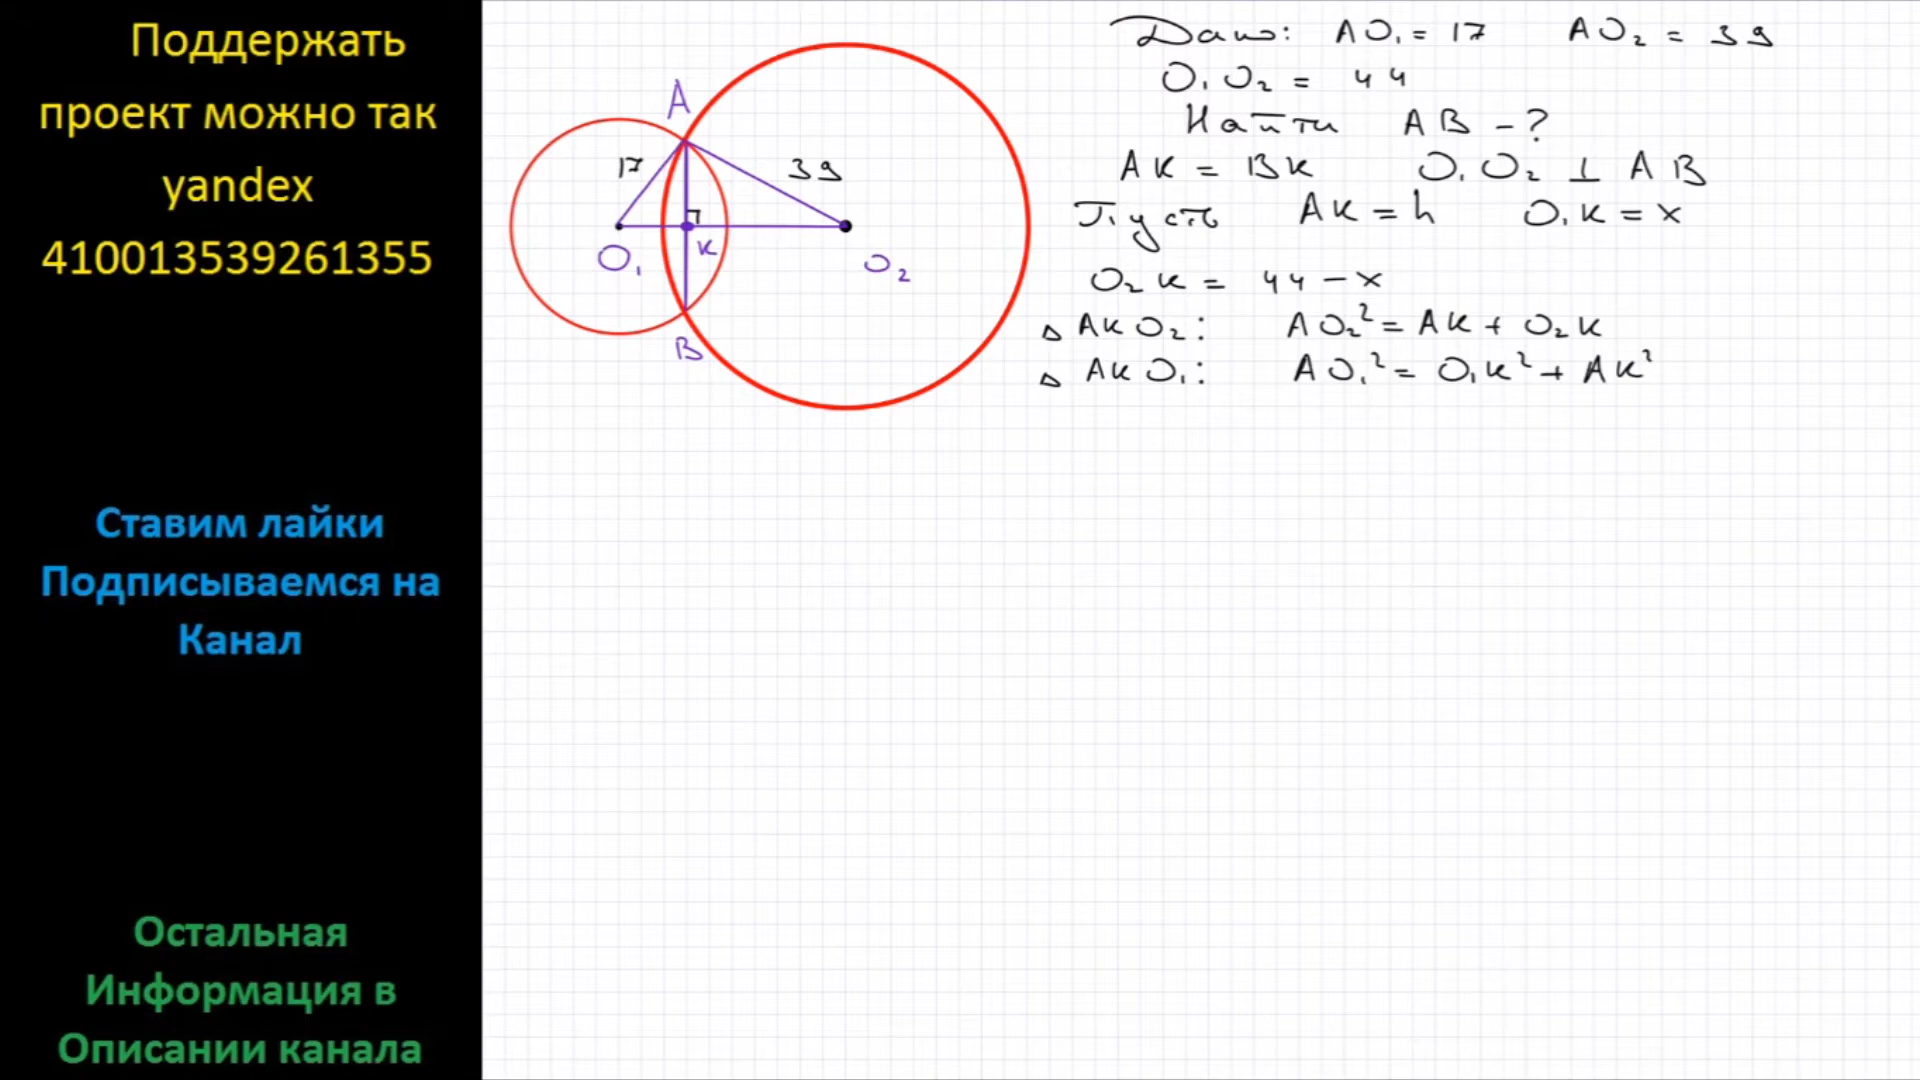 Поддержать
проект можно так
yandex
410013539261355
Ставим лайки
Подписываемся на
Канал
Остальная
Информация в
Описании канала
A
17
39
O₁
K
O₂
B
Дано: AO₁ = 17 AO₂ = 39
O₁O₂ = 44
Найти AB - ?
AK = BK O₁O₂ ⊥ AB
Пусть AK = h O₁K = x
O₂K = 44 - x
△ AKO₂: AO₂² = AK + O₂K
△ AKO₁: AO₁² = O₁K² + AK²